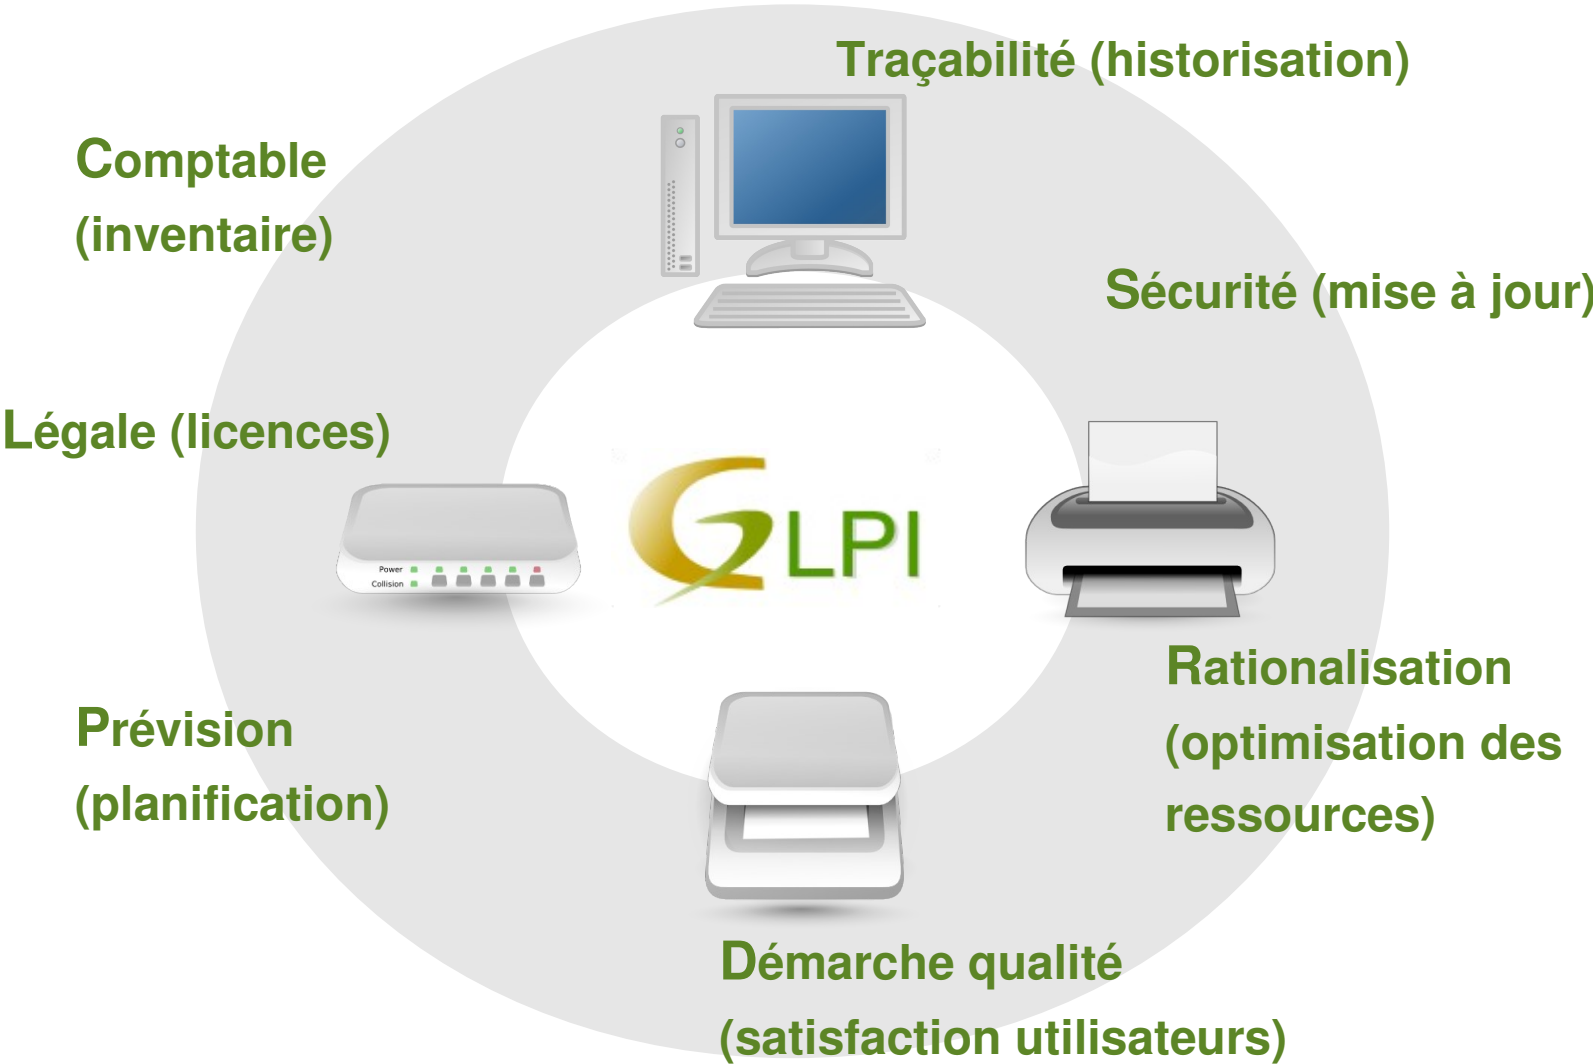 Traçabilité (historisation)
Comptable
(inventaire)
Sécurité (mise à jour)
Légale (licences)
GLPI
Power
Collision
Rationalisation
(optimisation des
ressources)
Prévision
(planification)
Démarche qualité
(satisfaction utilisateurs)